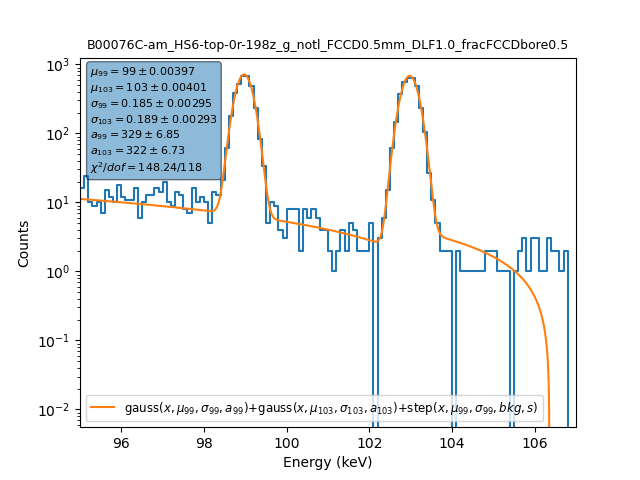 B00076C-am_HS6-top-0r-198z_g_notl_FCCD0.5mm_DLF1.0_fracFCCDbore0.5
μ₉₉ = 99 ± 0.00397
μ₁₀₃ = 103 ± 0.00401
σ₉₉ = 0.185 ± 0.00295
σ₁₀₃ = 0.189 ± 0.00293
a₉₉ = 329 ± 6.85
a₁₀₃ = 322 ± 6.73
χ²/dof = 148.24/118
10³
10²
10¹
10⁰
10⁻¹
10⁻²
Counts
gauss(x, μ₉₉, σ₉₉, a₉₉)+gauss(x, μ₁₀₃, σ₁₀₃, a₁₀₃)+step(x, μ₉₉, σ₉₉, bkg, s)
96 98 100 102 104 106
Energy (keV)